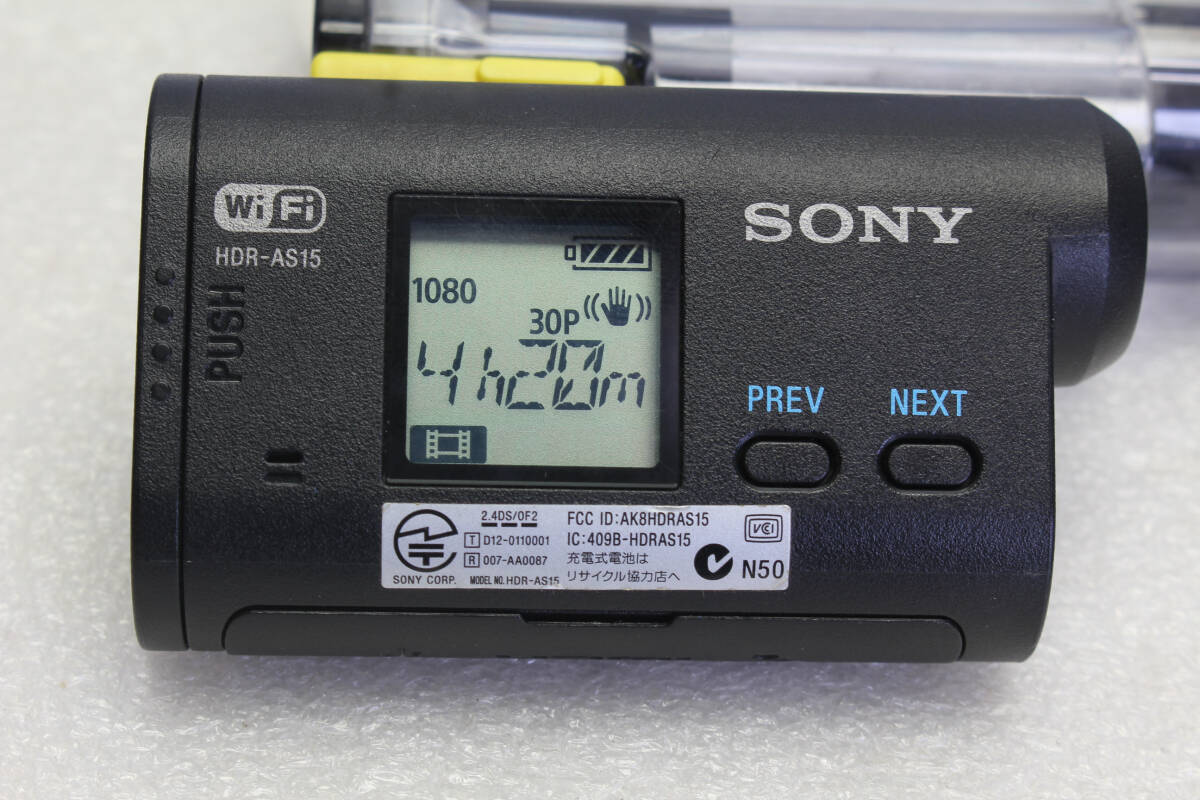 WiFi
HDR-AS15
SONY
PUSH
1080
30P
4h20m
PREV
NEXT
2.4DS/OF2
T D12-0110001
R 007-AA0087
SONY CORP.
MODEL NO. HDR-AS15
FCC ID:AK8HDRAS15
IC:409B-HDRAS15
充電式電池は
リサイクル協力店へ
VCI
N50